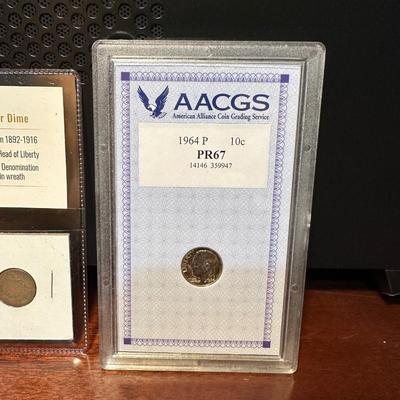 r Dime
n 1892-1916
Head of Liberty
Denomination
in wreath
AACGS
American Alliance Coin Grading Service
1964 P 10c
PR67
14146 359947